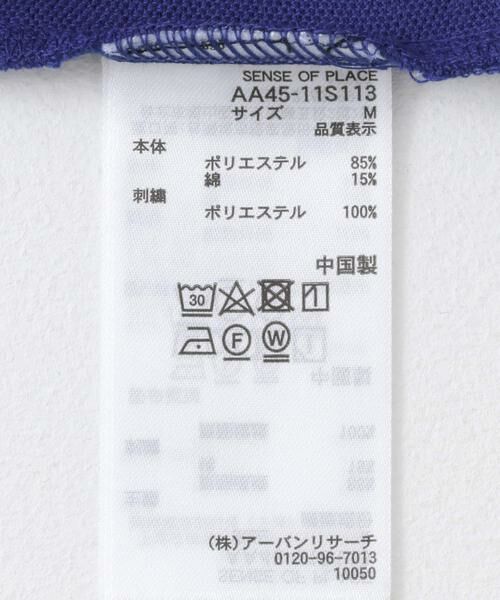 SENSE OF PLACE
AA45-11S113
サイズ M
品質表示
本体
ポリエステル 85%
綿 15%
刺繍
ポリエステル 100%
中国製
30
F W
(株)アーバンリサーチ
0120-96-7013
10050